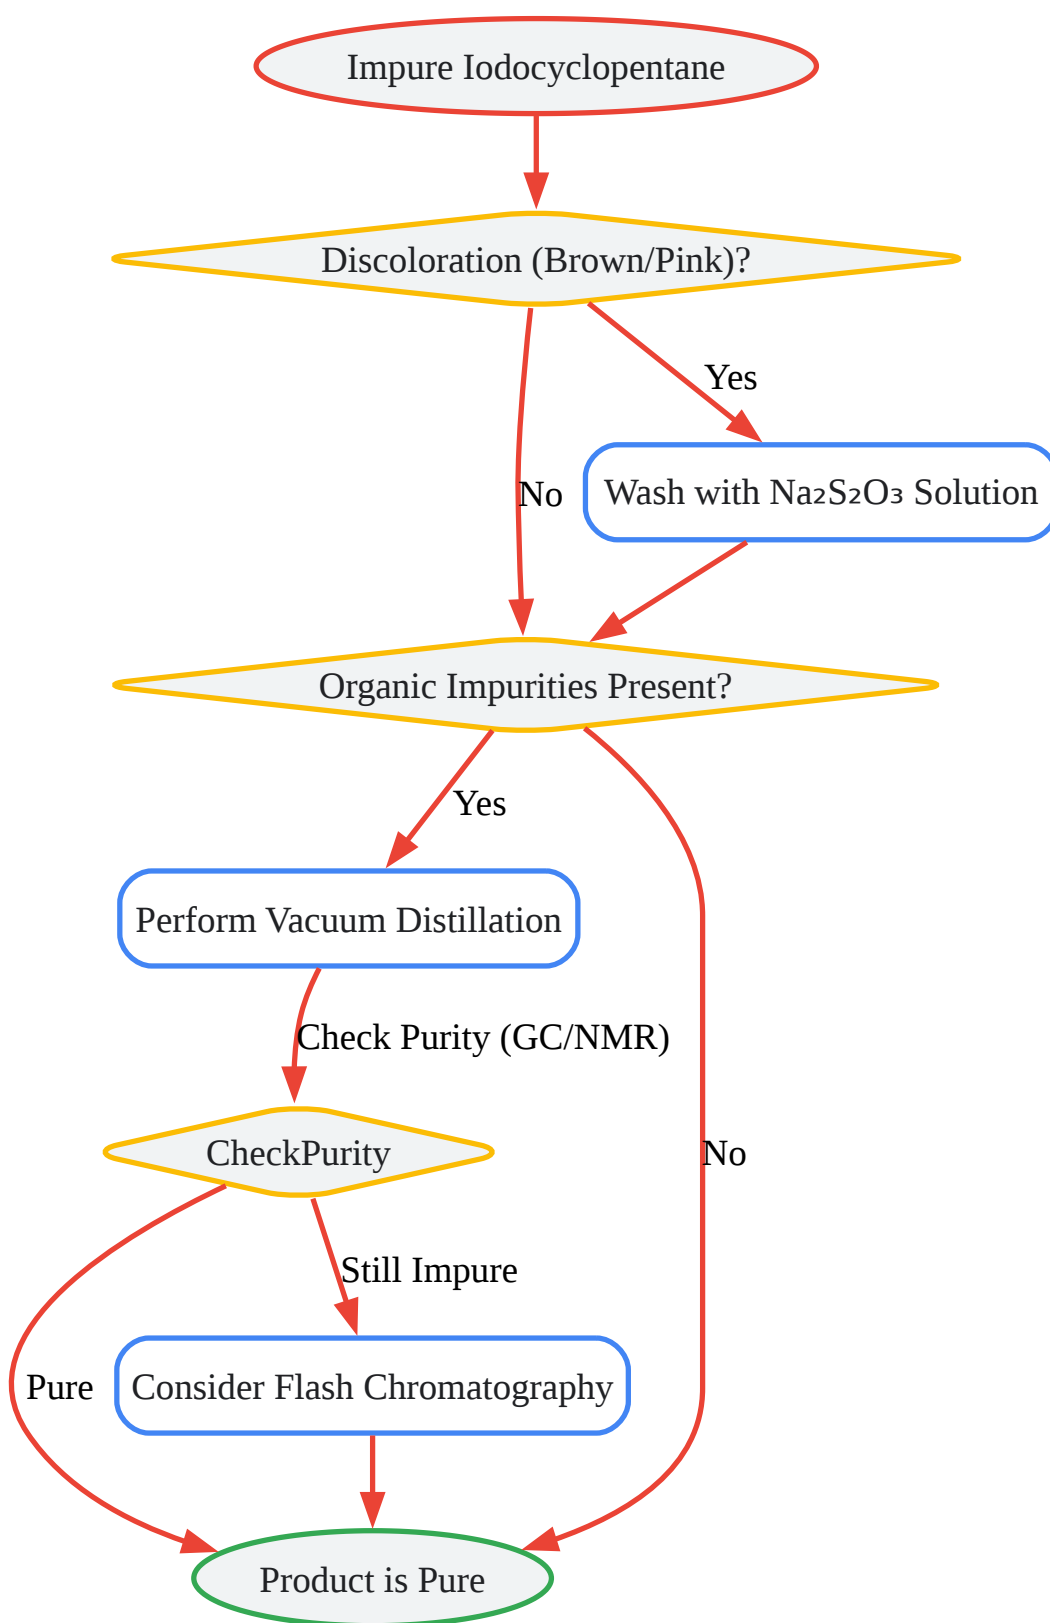 Impure Iodocyclopentane
Discoloration (Brown/Pink)?
Yes
No
Wash with Na₂S₂O₃ Solution
Organic Impurities Present?
Yes
Perform Vacuum Distillation
Check Purity (GC/NMR)
CheckPurity
No
Still Impure
Pure
Consider Flash Chromatography
Product is Pure